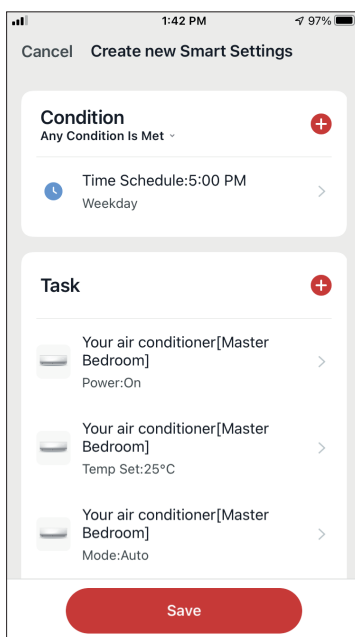 1:42 PM
97%
Cancel Create new Smart Settings
Condition
Any Condition Is Met
Time Schedule:5:00 PM
Weekday
Task
Your air conditioner[Master
Bedroom]
Power:On
Your air conditioner[Master
Bedroom]
Temp Set:25°C
Your air conditioner[Master
Bedroom]
Mode:Auto
Save